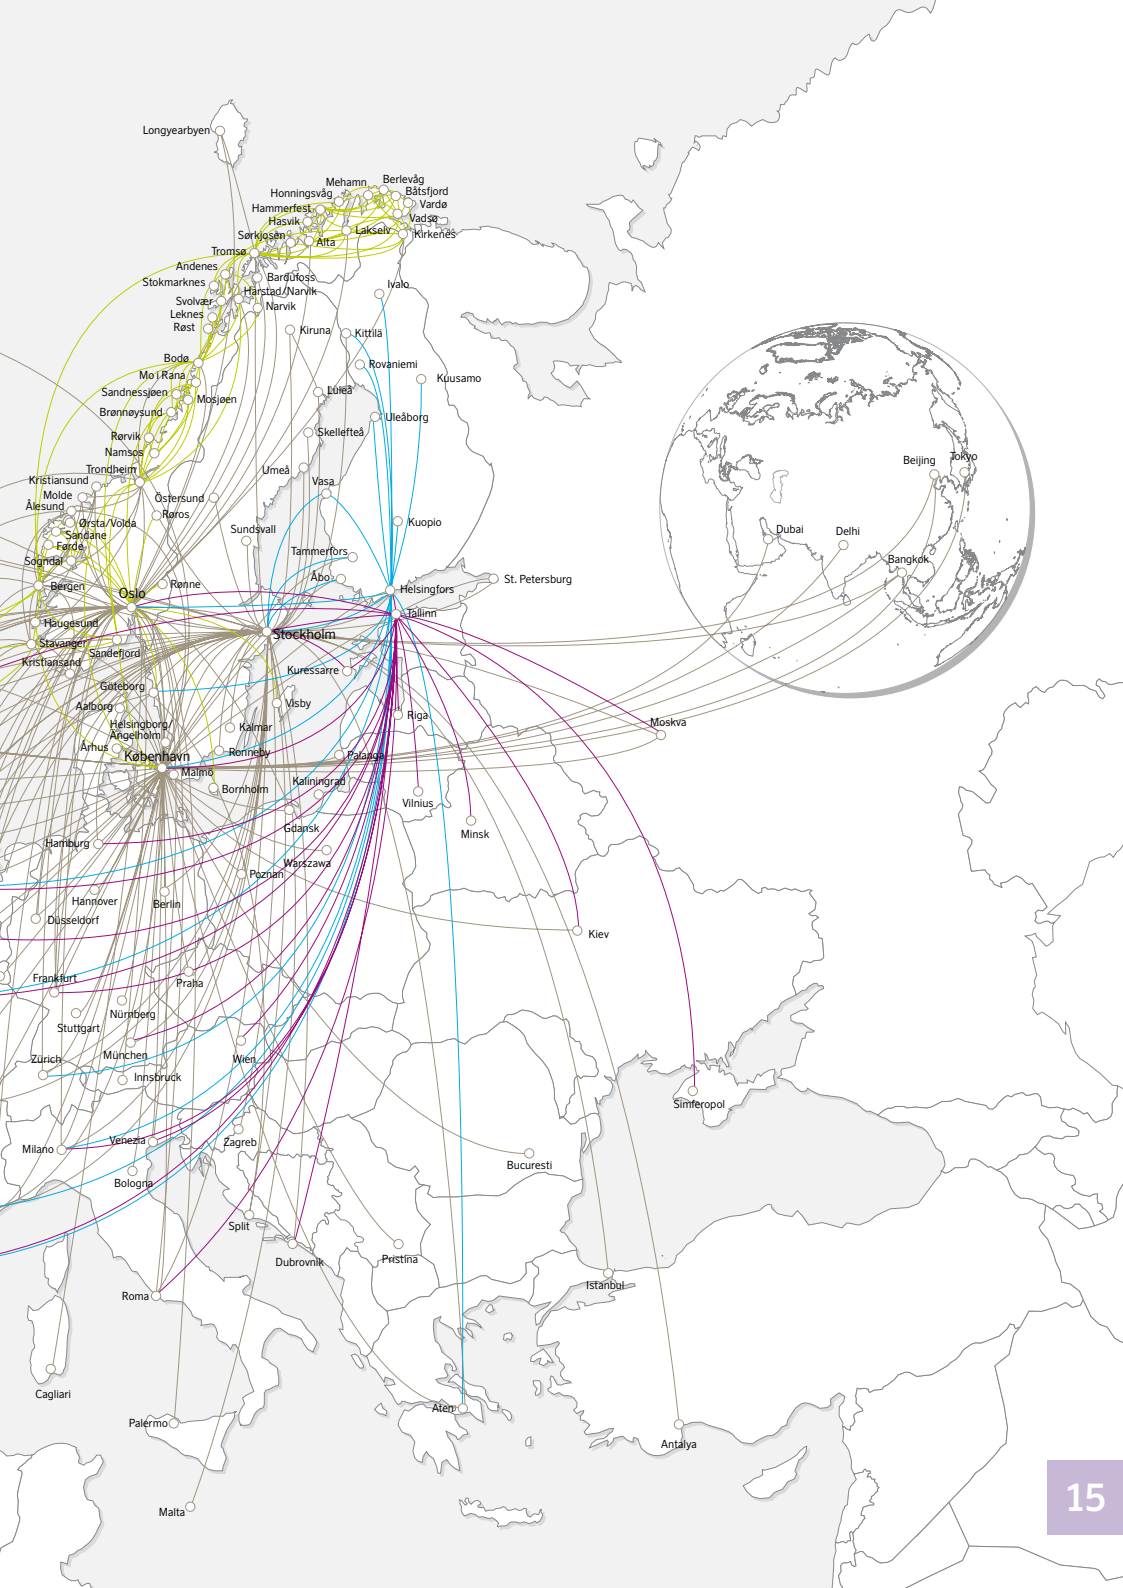 Longyearbyen
Mehamn
Berlevåg
Honningsvåg
Båtsfjord
Hammerfest
Vardø
Hasvik
Vadsø
Sørkjosen
Alta
Lakselv
Kirkenes
Tromsø
Andenes
Bardufoss
Stokmarknes
Harstad/Narvik
Ivalo
Svolvær
Narvik
Leknes
Røst
Kiruna
Kittilä
Bodø
Rovaniemi
Mo i Rana
Kuusamo
Sandnessjøen
Mosjøen
Luleå
Brønnøysund
Uleåborg
Rørvik
Skellefteå
Namsos
Trondheim
Umeå
Kristiansund
Vasa
Molde
Östersund
Ålesund
Røros
Ørsta/Volda
Sundsvall
Kuopio
Sandane
Førde
Tammerfors
Sogndal
Åbo
St. Petersburg
Bergen
Rønne
Helsingfors
Oslo
Tallinn
Haugesund
Stockholm
Stavanger
Sandefjord
Kristiansand
Kuressarre
Göteborg
Visby
Aalborg
Riga
Helsingborg/
Ängelholm
Kalmar
Moskva
Århus
København
Ronneby
Palanga
Malmö
Kaliningrad
Bornholm
Vilnius
Gdansk
Minsk
Hamburg
Warszawa
Poznan
Hannover
Berlin
Düsseldorf
Kiev
Frankfurt
Praha
Nürnberg
Stuttgart
München
Wien
Zürich
Innsbruck
Simferopol
Milano
Venezia
Zagreb
Bucuresti
Bologna
Split
Dubrovnik
Pristina
Istanbul
Roma
Cagliari
Aten
Palermo
Antalya
Malta
Beijing
Tokyo
Dubai
Delhi
Bangkok
15